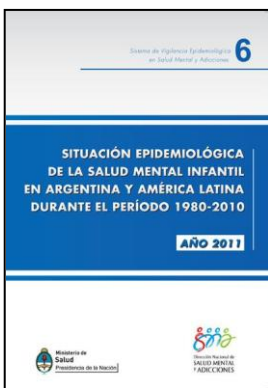 Sistema de Vigilancia Epidemiológica
en Salud Mental y Adicciones
6
SITUACIÓN EPIDEMIOLÓGICA
DE LA SALUD MENTAL INFANTIL
EN ARGENTINA Y AMÉRICA LATINA
DURANTE EL PERÍODO 1980-2010
AÑO 2011
Ministerio de
Salud
Presidencia de la Nación
Dirección Nacional de
SALUD MENTAL
Y ADICCIONES